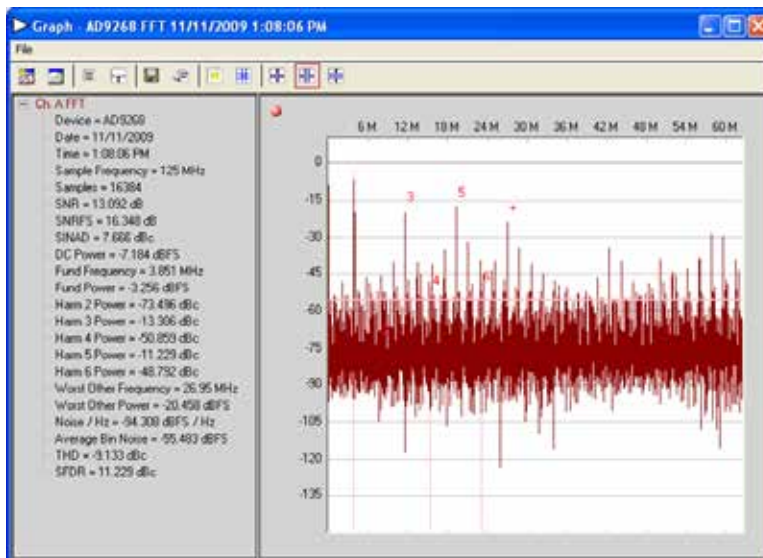 Graph - AD9268 FFT 11/11/2009 1:08:06 PM
File
Ch. A FFT
Device = AD9268
Date = 11/11/2009
Time = 1:08:06 PM
Sample Frequency = 125 MHz
Samples = 16384
SNR = 13.092 dB
SNRFS = 16.348 dB
SINAD = 7.666 dBc
DC Power = -7.184 dBFS
Fund Frequency = 3.851 MHz
Fund Power = -3.256 dBFS
Harm 2 Power = -73.496 dBc
Harm 3 Power = -13.306 dBc
Harm 4 Power = -50.859 dBc
Harm 5 Power = -11.229 dBc
Harm 6 Power = -48.792 dBc
Worst Other Frequency = 26.95 MHz
Worst Other Power = -20.458 dBFS
Noise / Hz = -94.308 dBFS / Hz
Average Bin Noise = -55.483 dBFS
THD = -9.133 dBc
SFDR = 11.229 dBc
6 M 12 M 18 M 24 M 30 M 36 M 42 M 48 M 54 M 60 M
0
-15
-30
-45
-60
-75
-90
-105
-120
-135
3
5
+
4
6